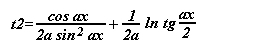 t2= cos ax / 2a sin² ax + 1/2a ln tg ax/2